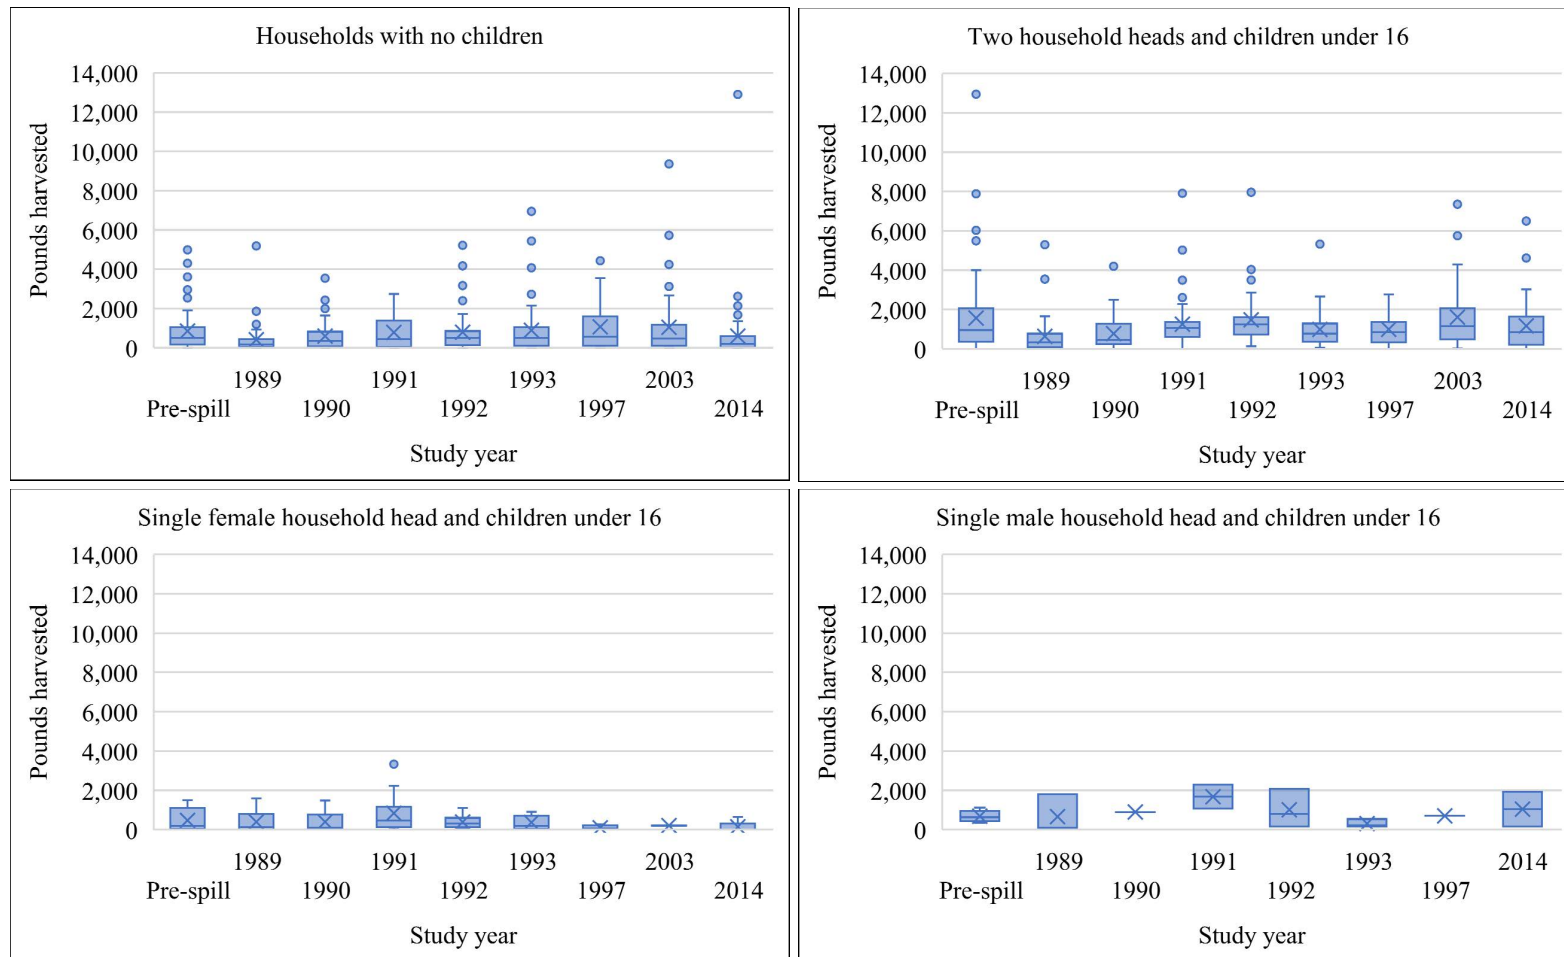 Households with no children
14,000
12,000
10,000
8,000
6,000
4,000
2,000
0
Pounds harvested
1989 1991 1993 2003
Pre-spill 1990 1992 1997 2014
Study year
Two household heads and children under 16
14,000
12,000
10,000
8,000
6,000
4,000
2,000
0
Pounds harvested
1989 1991 1993 2003
Pre-spill 1990 1992 1997 2014
Study year
Single female household head and children under 16
14,000
12,000
10,000
8,000
6,000
4,000
2,000
0
Pounds harvested
1989 1991 1993 2003
Pre-spill 1990 1992 1997 2014
Study year
Single male household head and children under 16
14,000
12,000
10,000
8,000
6,000
4,000
2,000
0
Pounds harvested
1989 1991 1993 2014
Pre-spill 1990 1992 1997
Study year